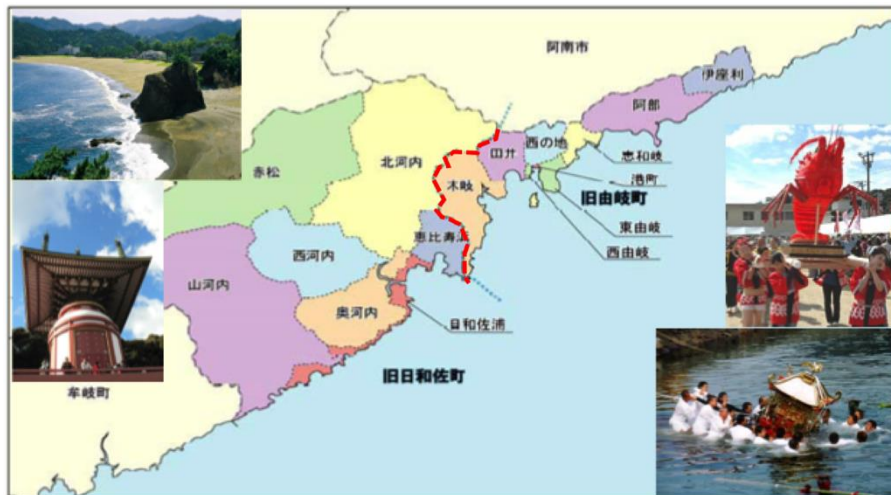 阿南市
伊座利
阿部
西の地
田井
恵和岐
北河内
赤松
木岐
港町
旧由岐町
東由岐
恵比寿浜
西由岐
西河内
山河内
奥河内
日和佐浦
旧日和佐町
牟岐町